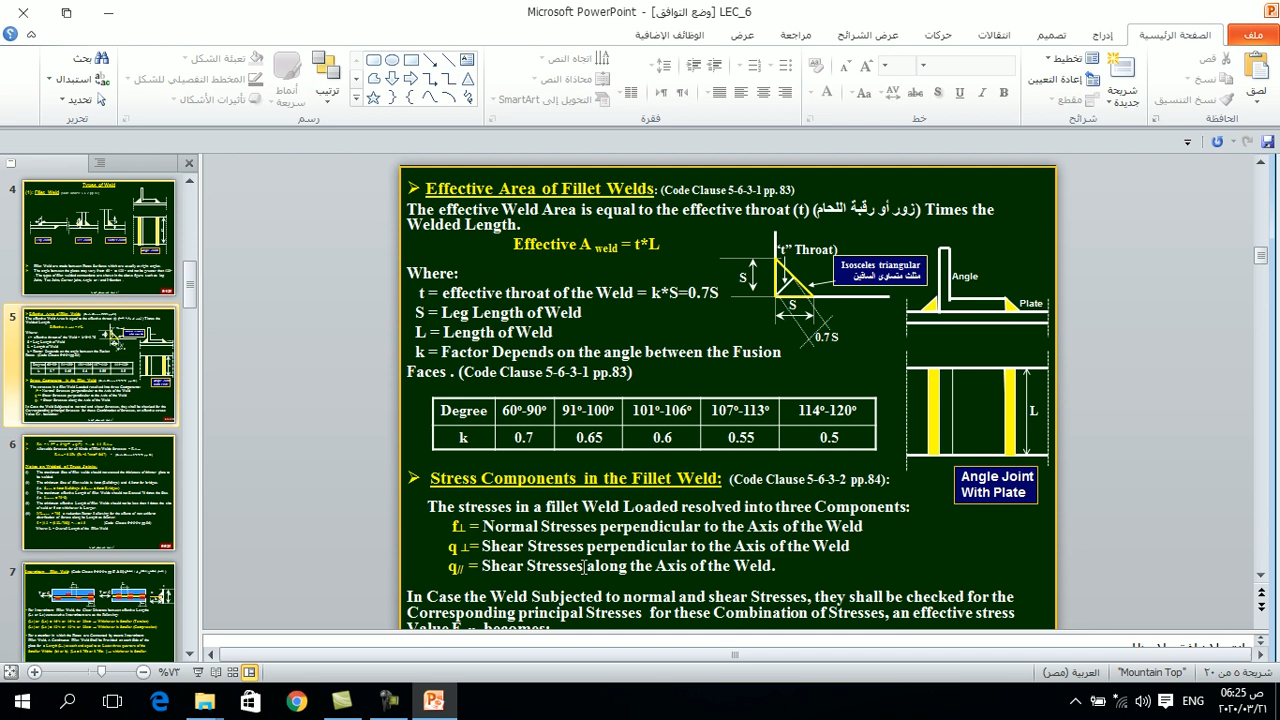 LEC_6 [وضع التوافق] - Microsoft PowerPoint
ملف
الصفحة الرئيسية
إدراج
تصميم
انتقالات
حركات
عرض الشرائح
مراجعة
عرض
الوظائف الإضافية
لصق
قص
نسخ
نسخ التنسيق
الحافظة
شريحة جديدة
تخطيط
إعادة التعيين
مقطع
شرائح
خط
اتجاه النص
محاذاة النص
التحويل إلى SmartArt
فقرة
ترتيب
أنماط سريعة
تعبئة الشكل
المخطط التفصيلي للشكل
تأثيرات الأشكال
رسم
بحث
استبدال
تحديد
تحرير
4
5
6
7
Effective Area of Fillet Welds: (Code Clause 5-6-3-1 pp.83)
The effective Weld Area is equal to the effective throat (t) (زور أو رقبة اللحام) Times the
Welded Length.
Effective A weld = t*L
Where:
t = effective throat of the Weld = k*S=0.7S
S = Leg Length of Weld
L = Length of Weld
k = Factor Depends on the angle between the Fusion
Faces . (Code Clause 5-6-3-1 pp.83)
“t” Throat)
S
S
0.7 S
Isosceles triangular
مثلث متساوى الساقين
Angle
Plate
L
Angle Joint
With Plate
Degree 60º-90º 91º-100º 101º-106º 107º-113º 114º-120º
k 0.7 0.65 0.6 0.55 0.5
Stress Components in the Fillet Weld: (Code Clause 5-6-3-2 pp.84):
The stresses in a fillet Weld Loaded resolved into three Components:
f⊥= Normal Stresses perpendicular to the Axis of the Weld
q ⊥= Shear Stresses perpendicular to the Axis of the Weld
q// = Shear Stresses along the Axis of the Weld.
In Case the Weld Subjected to normal and shear Stresses, they shall be checked for the
Corresponding principal Stresses for these Combination of Stresses, an effective stress
شريحة ٥ من ٢٠
"Mountain Top"
العربية (مصر)
٪٧٣
ENG
06:25 ص
٢٠٢٠/٠٣/٢١